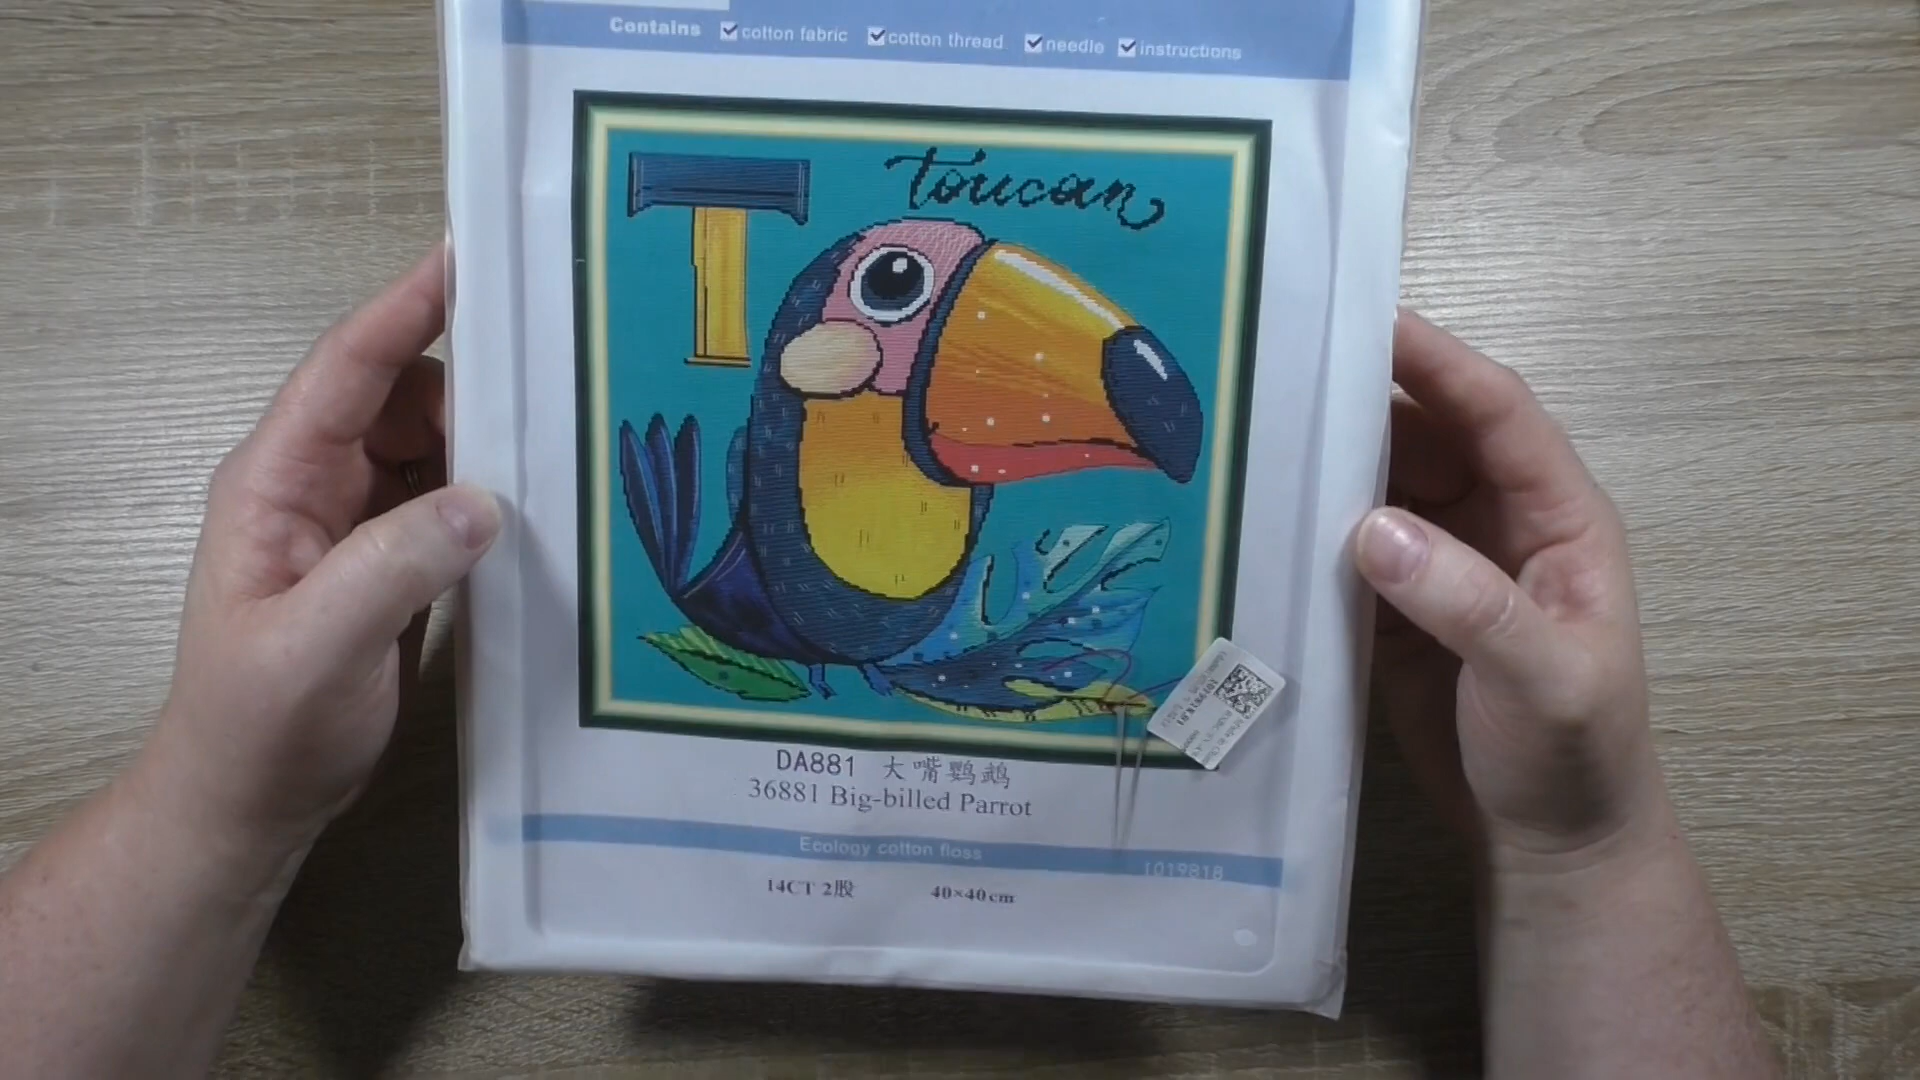 Contains ☑cotton fabric ☑cotton thread ☑needle ☑instructions
T toucan
DA881 大嘴鹦鹉
36881 Big-billed Parrot
Ecology cotton floss
1019818
14CT 2股 40×40cm